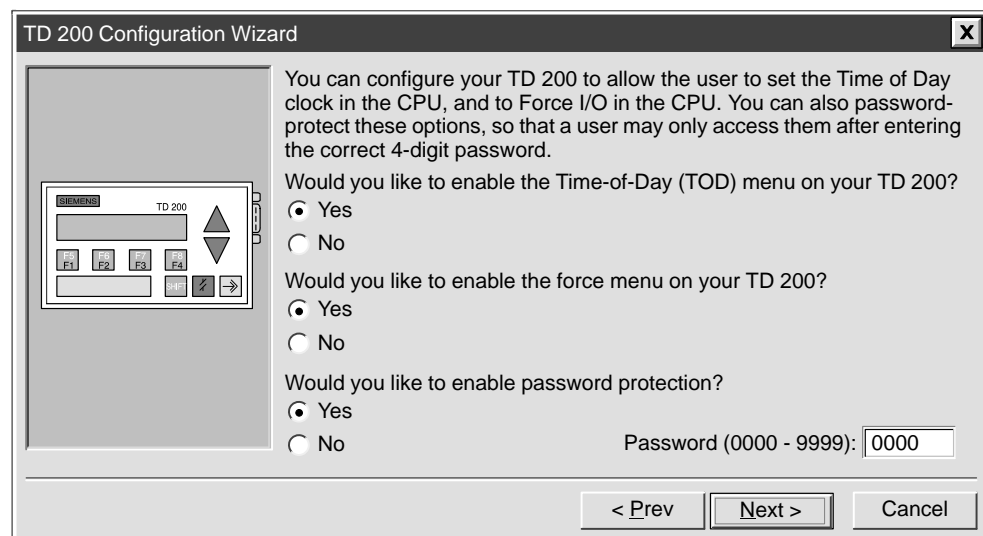 TD 200 Configuration Wizard
X
You can configure your TD 200 to allow the user to set the Time of Day
clock in the CPU, and to Force I/O in the CPU. You can also password-
protect these options, so that a user may only access them after entering
the correct 4-digit password.
Would you like to enable the Time-of-Day (TOD) menu on your TD 200?
Yes
No
SIEMENS
TD 200
F5 F6 F7 F8
F1 F2 F3 F4
SHIFT
Would you like to enable the force menu on your TD 200?
Yes
No
Would you like to enable password protection?
Yes
No
Password (0000 - 9999): 0000
< Prev Next > Cancel